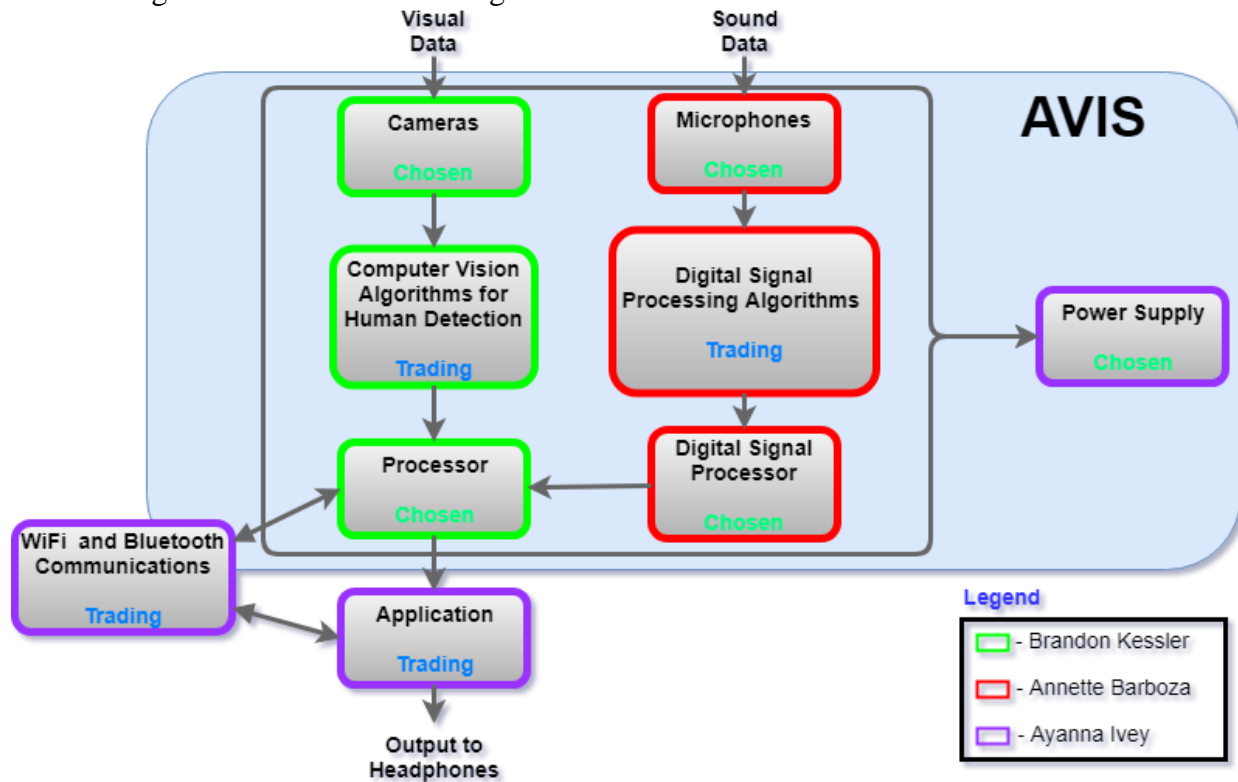 Visual
Data
Sound
Data
AVIS
Cameras
Chosen
Microphones
Chosen
Computer Vision
Algorithms for
Human Detection
Trading
Digital Signal
Processing Algorithms
Trading
Power Supply
Chosen
Processor
Chosen
Digital Signal
Processor
Chosen
WiFi and Bluetooth
Communications
Trading
Application
Trading
Output to
Headphones
Legend
- Brandon Kessler
- Annette Barboza
- Ayanna Ivey